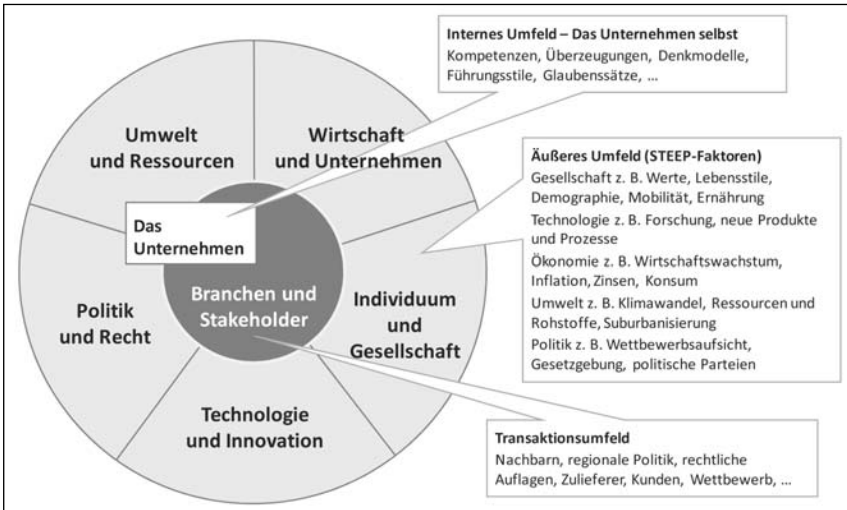 Umwelt
und Ressourcen
Wirtschaft
und Unternehmen
Das
Unternehmen
Branchen und
Stakeholder
Politik
und Recht
Individuum
und
Gesellschaft
Technologie
und Innovation
Internes Umfeld – Das Unternehmen selbst
Kompetenzen, Überzeugungen, Denkmodelle,
Führungsstile, Glaubenssätze, ...
Äußeres Umfeld (STEEP-Faktoren)
Gesellschaft z. B. Werte, Lebensstile,
Demographie, Mobilität, Ernährung
Technologie z. B. Forschung, neue Produkte
und Prozesse
Ökonomie z. B. Wirtschaftswachstum,
Inflation, Zinsen, Konsum
Umwelt z. B. Klimawandel, Ressourcen und
Rohstoffe, Suburbanisierung
Politik z. B. Wettbewerbsaufsicht,
Gesetzgebung, politische Parteien
Transaktionsumfeld
Nachbarn, regionale Politik, rechtliche
Auflagen, Zulieferer, Kunden, Wettbewerb, ...